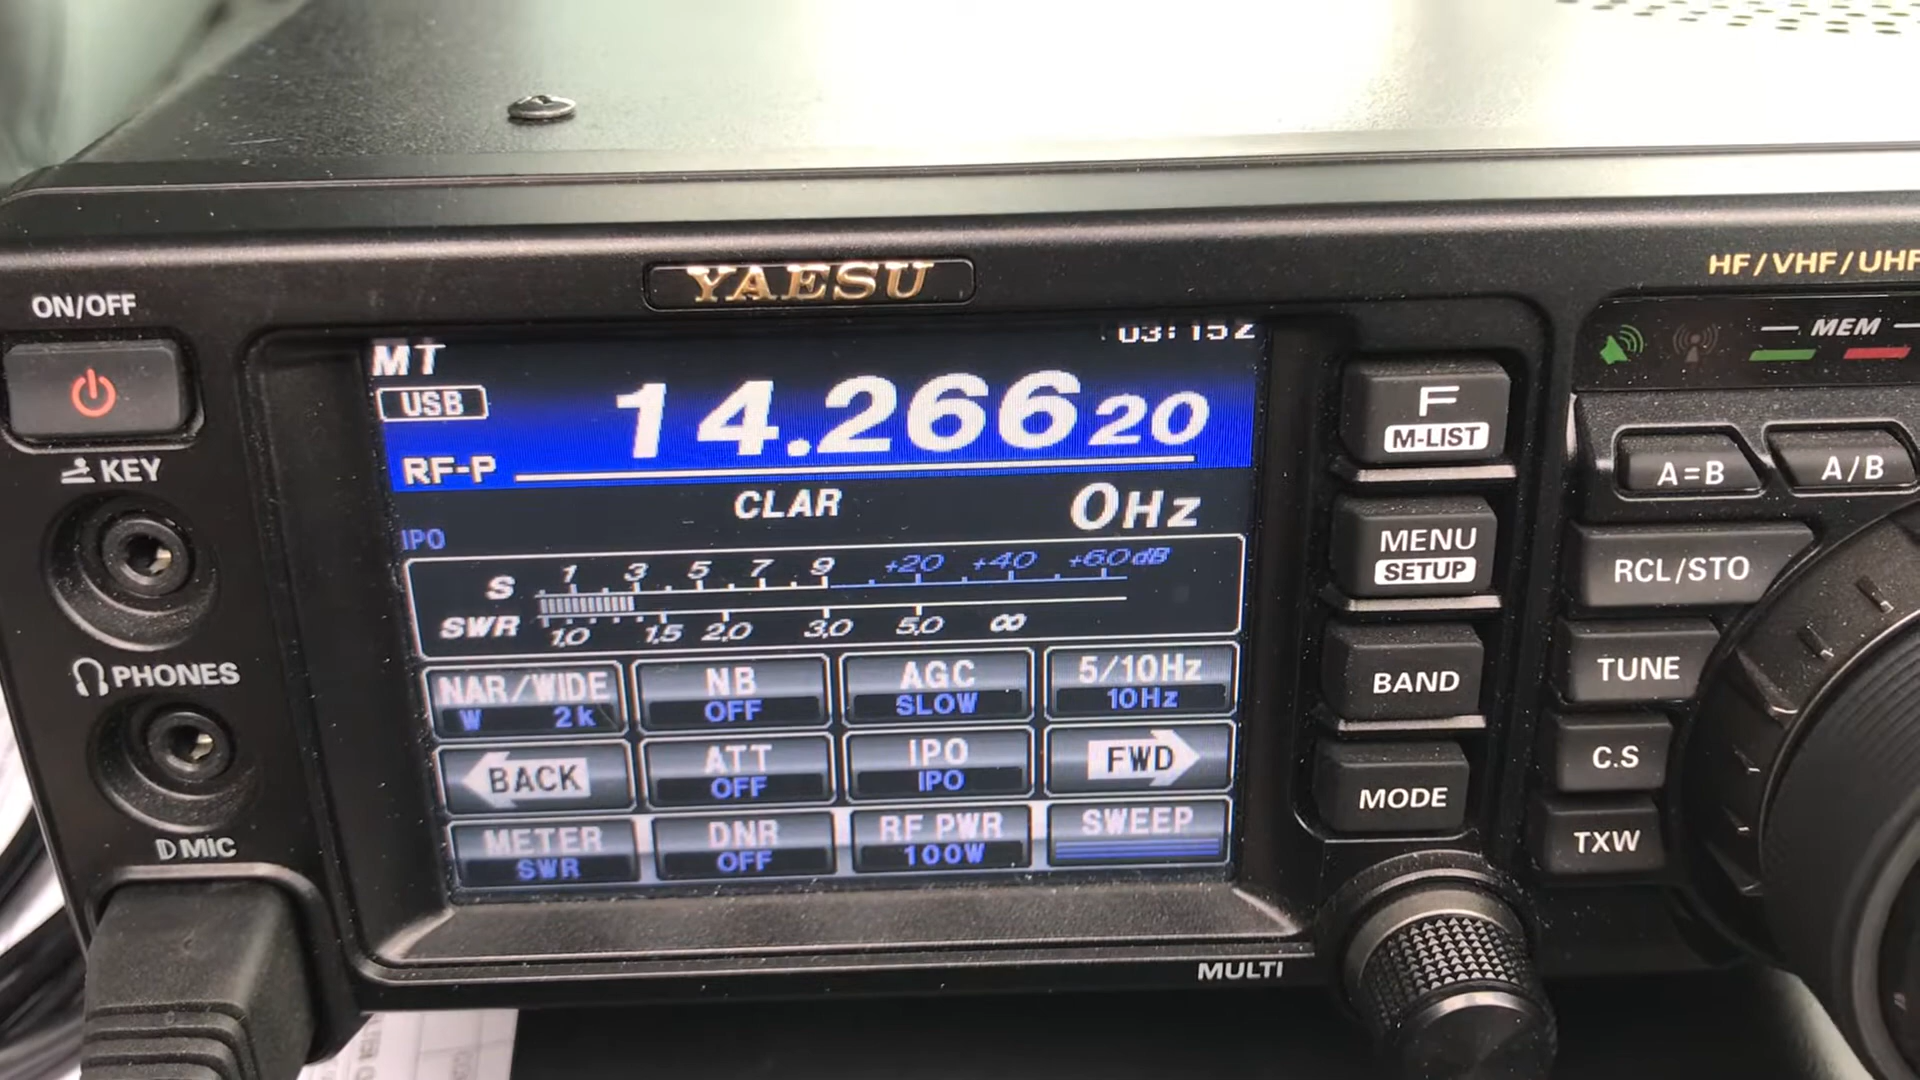 YAESU
HF/VHF/UHF
ON/OFF
MEM
MT
03:15Z
USB
14.26620
RF-P
F
M-LIST
A=B
A/B
KEY
CLAR 0Hz
IPO
MENU
SETUP
RCL/STO
S 1 3 5 7 9 +20 +40 +60dB
SWR 1.0 1.5 2.0 3.0 5.0 ∞
PHONES
NAR/WIDE NB AGC 5/10Hz
W 2k OFF SLOW 10Hz
BAND
TUNE
BACK ATT IPO FWD
OFF IPO
MODE
C.S
METER DNR RF PWR SWEEP
SWR OFF 100W
TXW
MIC
MULTI